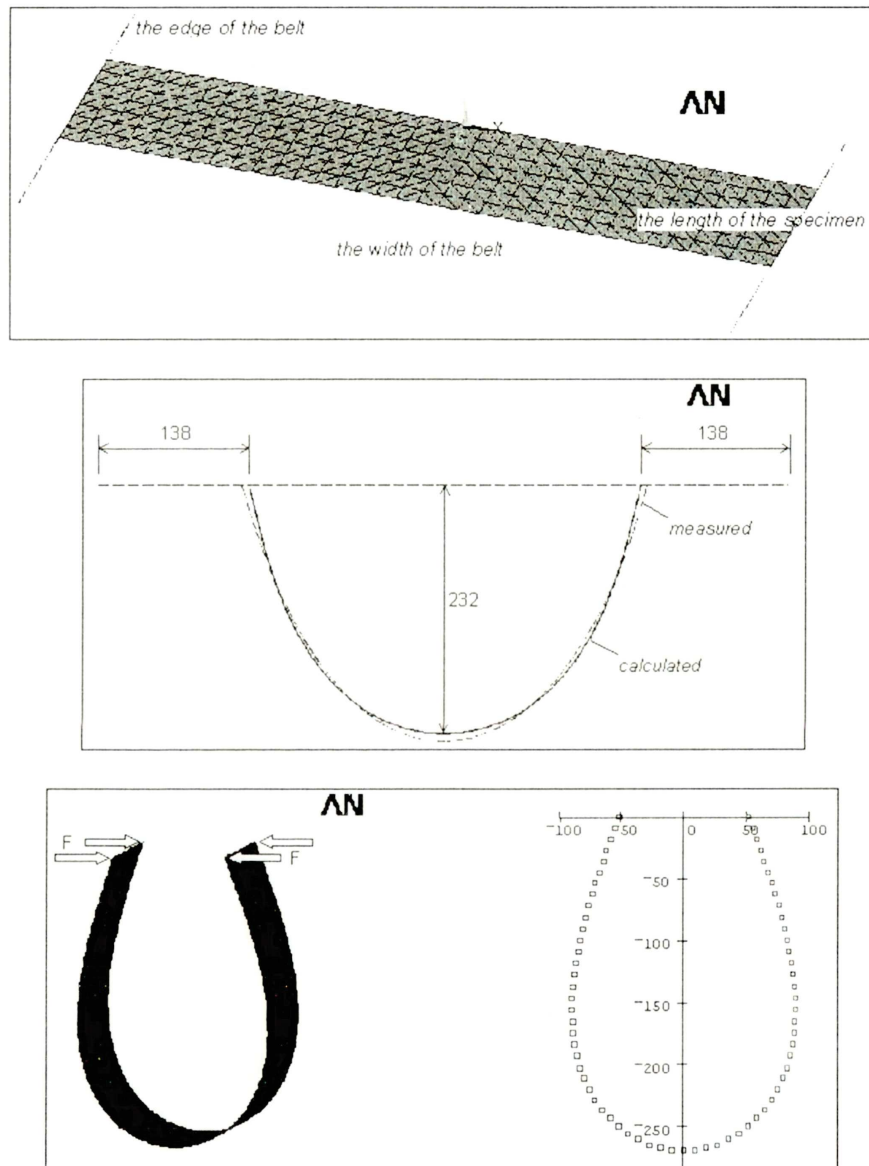 the edge of the belt
ΛN
X
the length of the specimen
the width of the belt
ΛN
138
138
measured
232
calculated
ΛN
F
F
-100
-50
0
50
100
-50
-100
-150
-200
-250